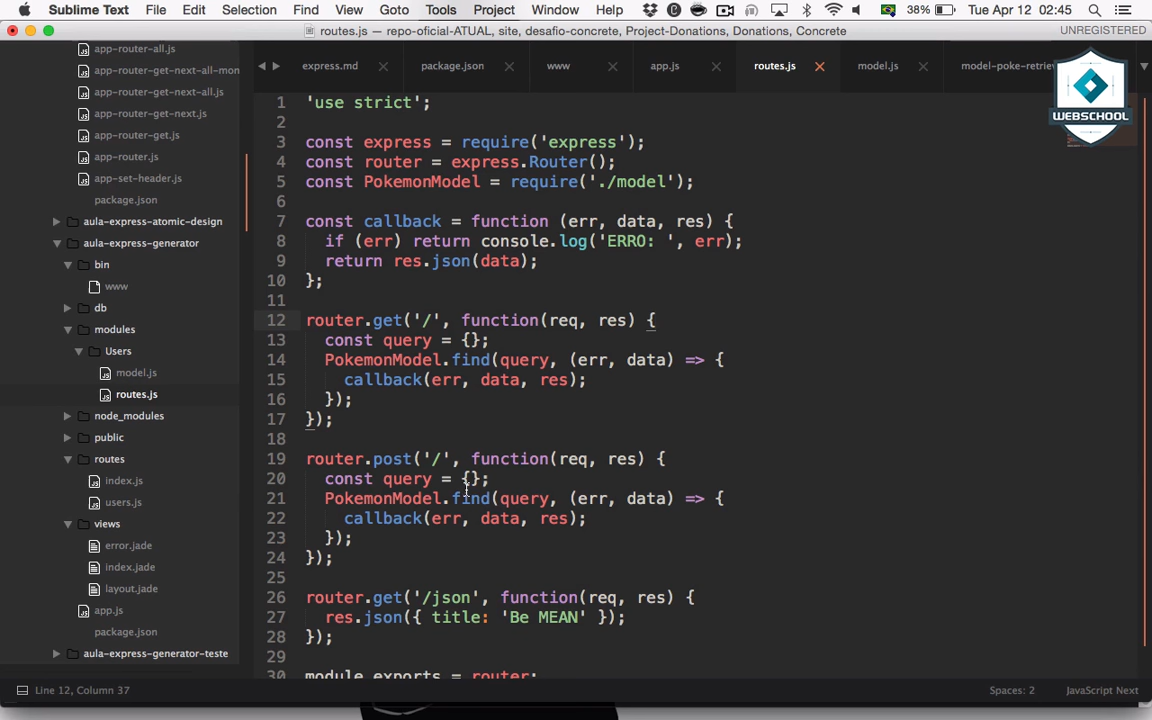 Sublime Text File Edit Selection Find View Goto Tools Project Window Help 38% Tue Apr 12 02:45
routes.js — repo-oficial-ATUAL, site, desafio-concrete, Project-Donations, Donations, Concrete UNREGISTERED
express.md package.json www app.js routes.js model.js model-poke-retrie
WEBSCHOOL
app-router-all.js
app-router-get-next-all-mon
app-router-get-next-all.js
app-router-get-next.js
app-router-get.js
app-router.js
app-set-header.js
package.json
aula-express-atomic-design
aula-express-generator
bin
www
db
modules
Users
model.js
routes.js
node_modules
public
routes
index.js
users.js
views
error.jade
index.jade
layout.jade
app.js
package.json
aula-express-generator-teste
1 'use strict';
2
3 const express = require('express');
4 const router = express.Router();
5 const PokemonModel = require('./model');
6
7 const callback = function (err, data, res) {
8 if (err) return console.log('ERRO: ', err);
9 return res.json(data);
10 };
11
12 router.get('/', function(req, res) {
13 const query = {};
14 PokemonModel.find(query, (err, data) => {
15 callback(err, data, res);
16 });
17 });
18
19 router.post('/', function(req, res) {
20 const query = {};
21 PokemonModel.find(query, (err, data) => {
22 callback(err, data, res);
23 });
24 });
25
26 router.get('/json', function(req, res) {
27 res.json({ title: 'Be MEAN' });
28 });
29
30 module.exports = router;
Line 12, Column 37 Spaces: 2 JavaScript Next